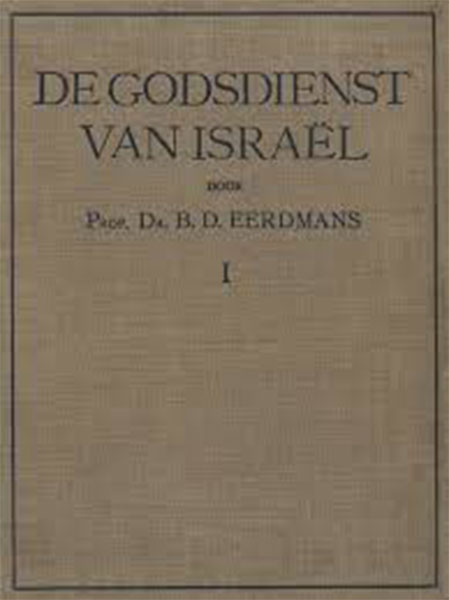 DE GODSDIENST
VAN ISRAËL
DOOR
PROF. DR. B. D. EERDMANS
I